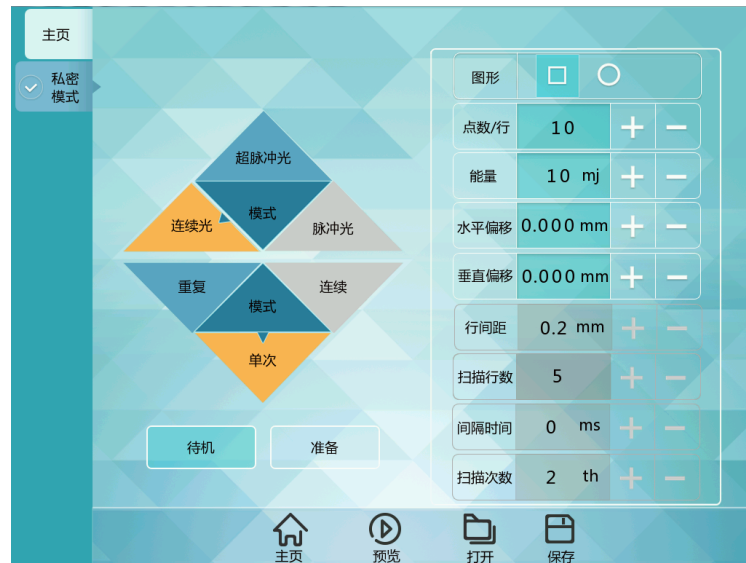 主页
私密
模式
超脉冲光
连续光
模式
脉冲光
重复
模式
连续
单次
待机
准备
图形
点数/行 10
能量 10 mj
水平偏移 0.000 mm
垂直偏移 0.000 mm
行间距 0.2 mm
扫描行数 5
间隔时间 0 ms
扫描次数 2 th
主页
预览
打开
保存